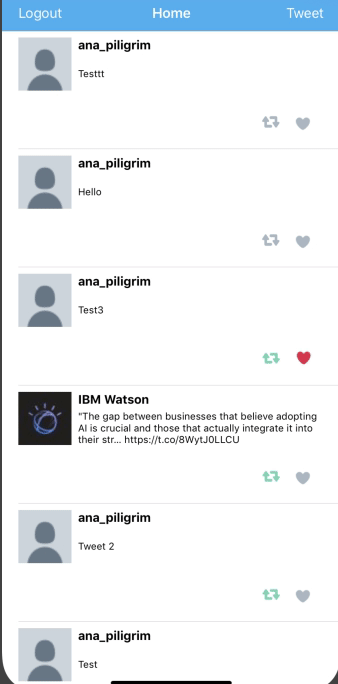 Logout Home Tweet
ana_piligrim
Testtt
ana_piligrim
Hello
ana_piligrim
Test3
IBM Watson
"The gap between businesses that believe adopting
AI is crucial and those that actually integrate it into
their str... https://t.co/8WytJ0LLCU
ana_piligrim
Tweet 2
ana_piligrim
Test